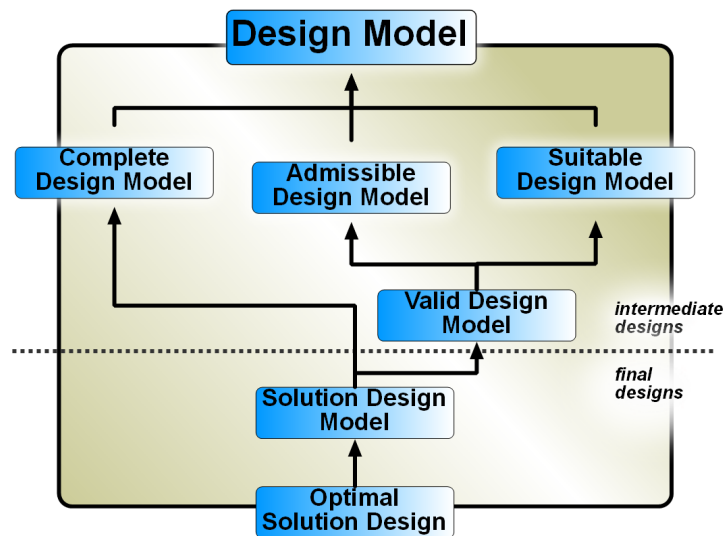 Design Model
Complete
Design Model
Admissible
Design Model
Suitable
Design Model
Valid Design
Model
intermediate
designs
final
designs
Solution Design
Model
Optimal
Solution Design